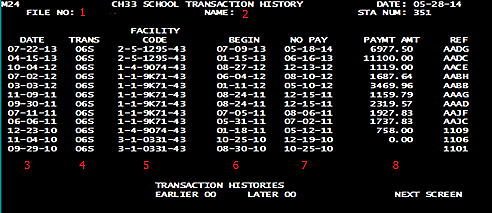 M24 CH33 SCHOOL TRANSACTION HISTORY DATE: 05-28-14
FILE NO: 1 NAME: 2 STA NUM: 351
FACILITY
DATE TRANS CODE BEGIN NO PAY PAYMT AMT REF
07-22-13 06S 2-5-1295-43 07-09-13 05-18-14 6977.50 AADG
04-15-13 06S 2-5-1295-43 01-15-13 06-16-13 11100.00 AADC
10-10-12 06S 1-4-9074-43 08-27-12 12-13-12 1119.00 AACE
07-02-12 06S 1-1-9K71-43 06-04-12 08-10-12 1687.64 AABH
03-03-12 06S 1-1-9K71-43 01-11-12 05-10-12 3469.96 AABB
11-09-11 06S 1-1-9K71-43 08-24-11 12-15-11 1159.79 AAAG
09-30-11 06S 1-1-9K71-43 08-24-11 12-15-11 2319.57 AAAD
07-11-11 06S 1-1-9K71-43 07-06-11 08-12-11 1927.83 AAJF
06-06-11 06S 1-1-9K71-43 05-31-11 07-02-11 1737.83 AAJC
12-23-10 06S 1-4-9074-43 01-18-11 05-12-11 758.00 1109
11-04-10 06S 3-1-0331-43 10-25-10 12-19-10 0.00 1106
09-29-10 06S 3-1-0331-43 08-30-10 10-25-10 1101
3 4 5 6 7 8
TRANSACTION HISTORIES
EARLIER 00 LATER 00 NEXT SCREEN